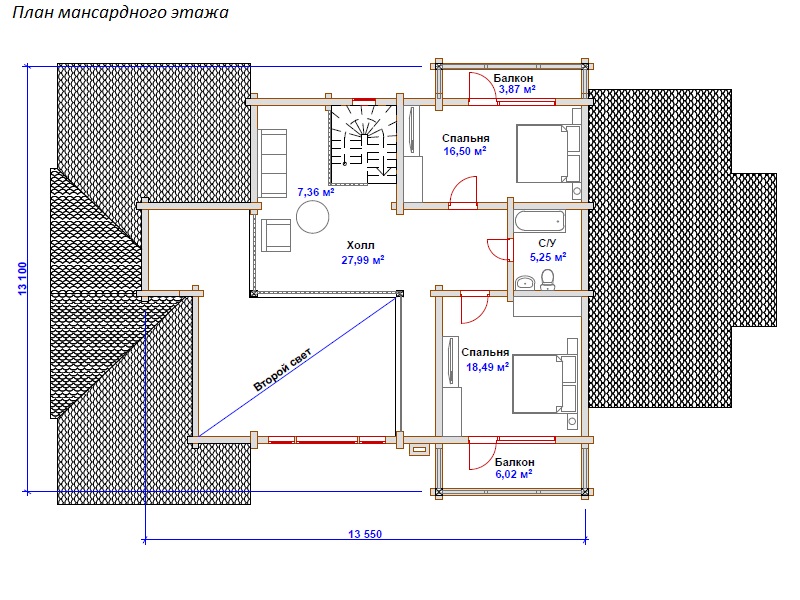 План мансардного этажа
Балкон
3,87 м²
Спальня
16,50 м²
7,36 м²
Холл
27,99 м²
С/У
5,25 м²
13 100
Второй свет
Спальня
18,49 м²
Балкон
6,02 м²
13 550